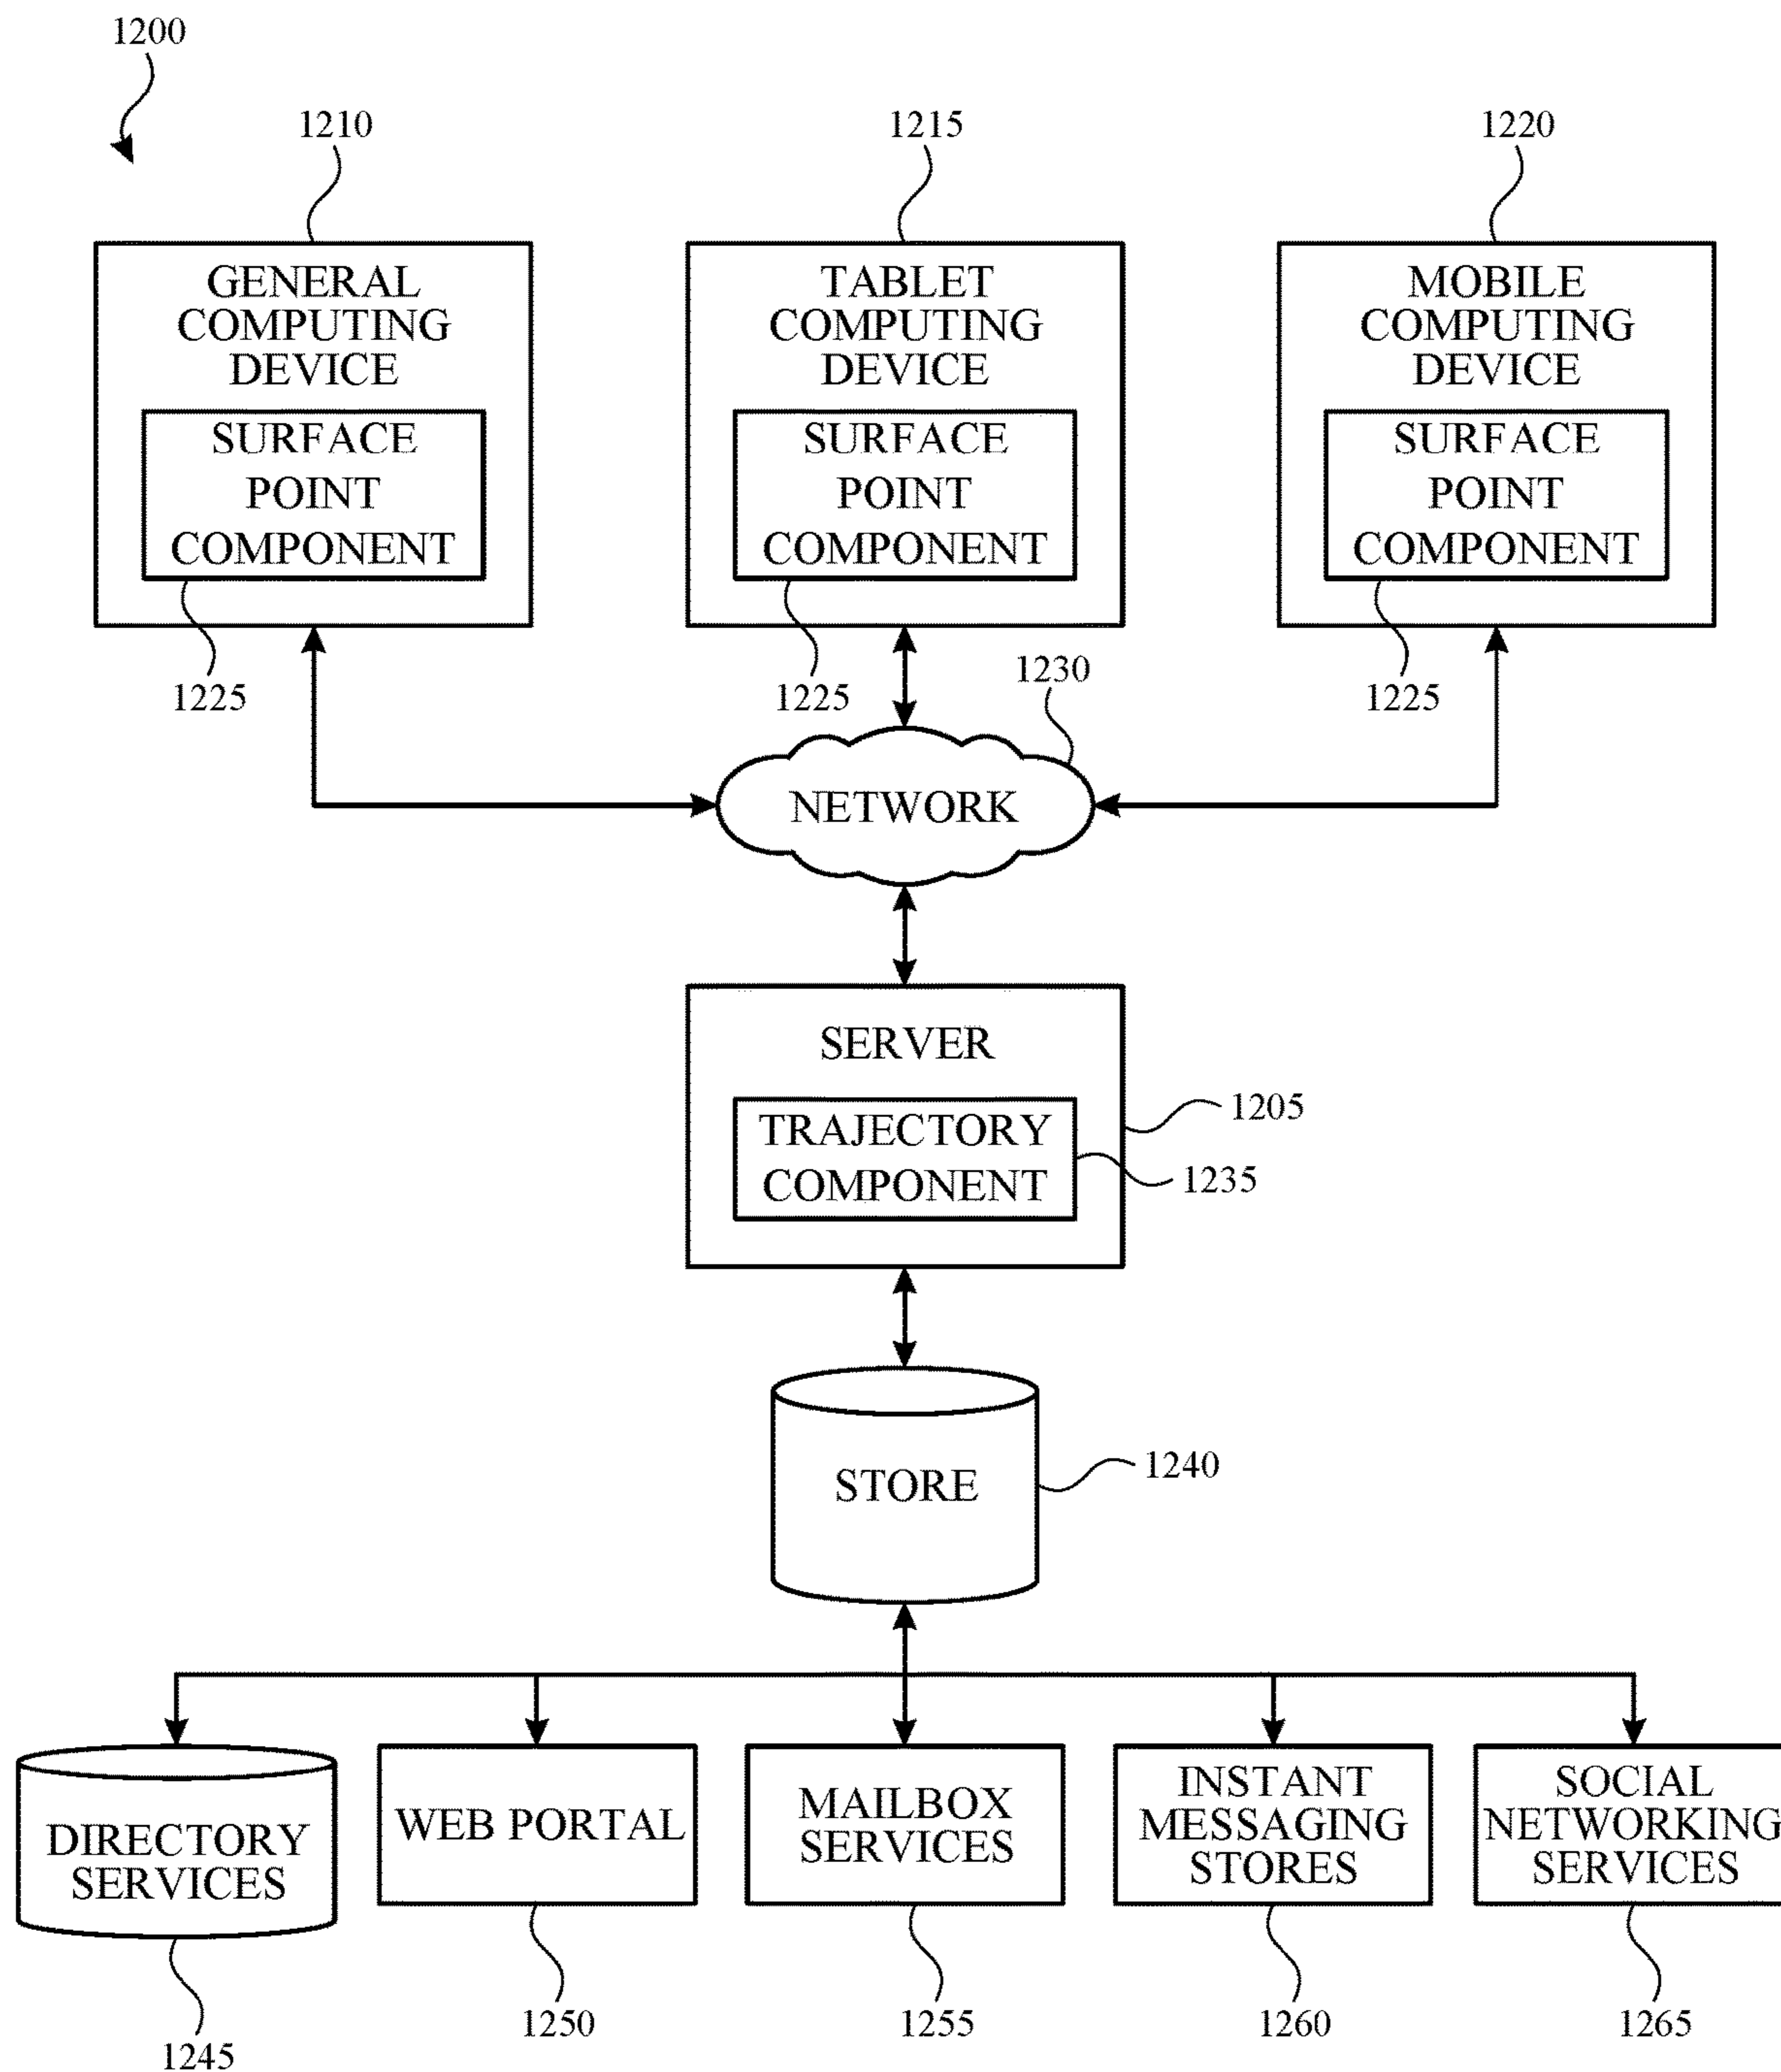 1200
1210
1215
1220
GENERAL
COMPUTING
DEVICE
SURFACE
POINT
COMPONENT
1225
TABLET
COMPUTING
DEVICE
SURFACE
POINT
COMPONENT
1225
MOBILE
COMPUTING
DEVICE
SURFACE
POINT
COMPONENT
1225
1230
NETWORK
SERVER
TRAJECTORY
COMPONENT
1205
1235
STORE
1240
DIRECTORY
SERVICES
WEB PORTAL
MAILBOX
SERVICES
INSTANT
MESSAGING
STORES
SOCIAL
NETWORKING
SERVICES
1245
1250
1255
1260
1265